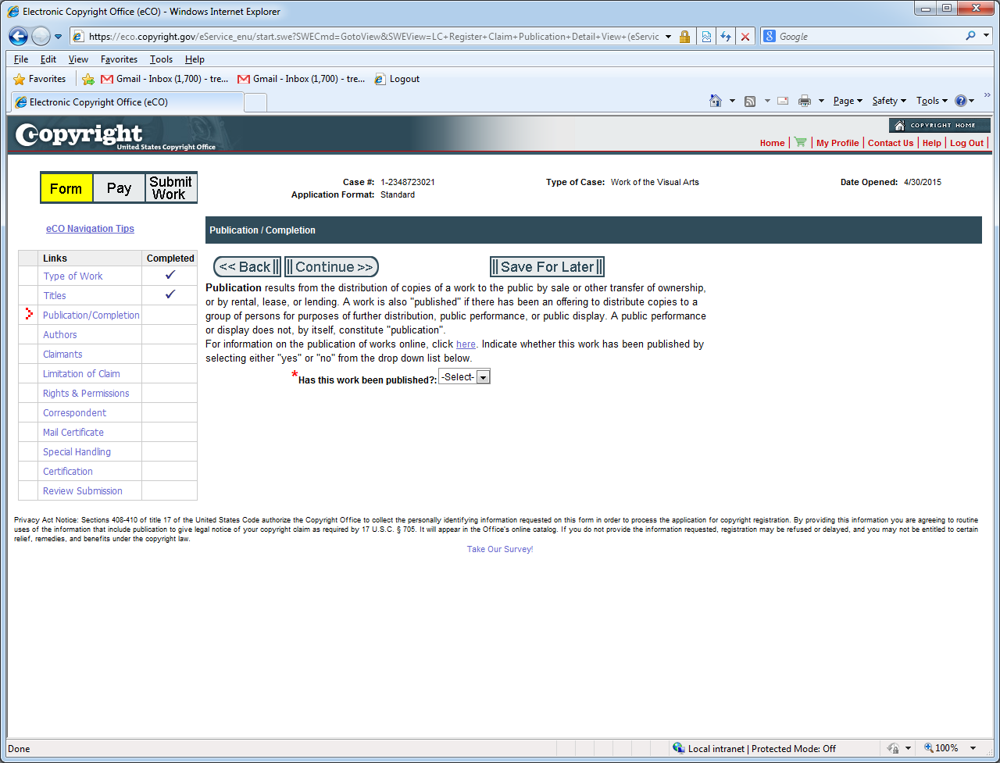 Electronic Copyright Office (eCO) - Windows Internet Explorer
https://eco.copyright.gov/eService_enu/start.swe?SWECmd=GotoView&SWEView=LC+Register+Claim+Publication+Detail+View+(eServic
Google
File Edit View Favorites Tools Help
Favorites Gmail - Inbox (1,700) - tre... Gmail - Inbox (1,700) - tre... Logout
Electronic Copyright Office (eCO)
Page Safety Tools
Copyright
United States Copyright Office
COPYRIGHT HOME
Home My Profile Contact Us Help Log Out
Form Pay Submit Work
Case #: 1-2348723021 Type of Case: Work of the Visual Arts Date Opened: 4/30/2015
Application Format: Standard
eCO Navigation Tips
Publication / Completion
Links Completed
Type of Work ✓
Titles ✓
Publication/Completion
Authors
Claimants
Limitation of Claim
Rights & Permissions
Correspondent
Mail Certificate
Special Handling
Certification
Review Submission
<< Back Continue >> Save For Later
Publication results from the distribution of copies of a work to the public by sale or other transfer of ownership,
or by rental, lease, or lending. A work is also "published" if there has been an offering to distribute copies to a
group of persons for purposes of further distribution, public performance, or public display. A public performance
or display does not, by itself, constitute "publication".
For information on the publication of works online, click here. Indicate whether this work has been published by
selecting either "yes" or "no" from the drop down list below.
*Has this work been published?: -Select-
Privacy Act Notice: Sections 408-410 of title 17 of the United States Code authorize the Copyright Office to collect the personally identifying information requested on this form in order to process the application for copyright registration. By providing this information you are agreeing to routine
uses of the information that include publication to give legal notice of your copyright claim as required by 17 U.S.C. § 705. It will appear in the Office's online catalog. If you do not provide the information requested, registration may be refused or delayed, and you may not be entitled to certain
relief, remedies, and benefits under the copyright law.
Take Our Survey!
Done
Local intranet | Protected Mode: Off
100%